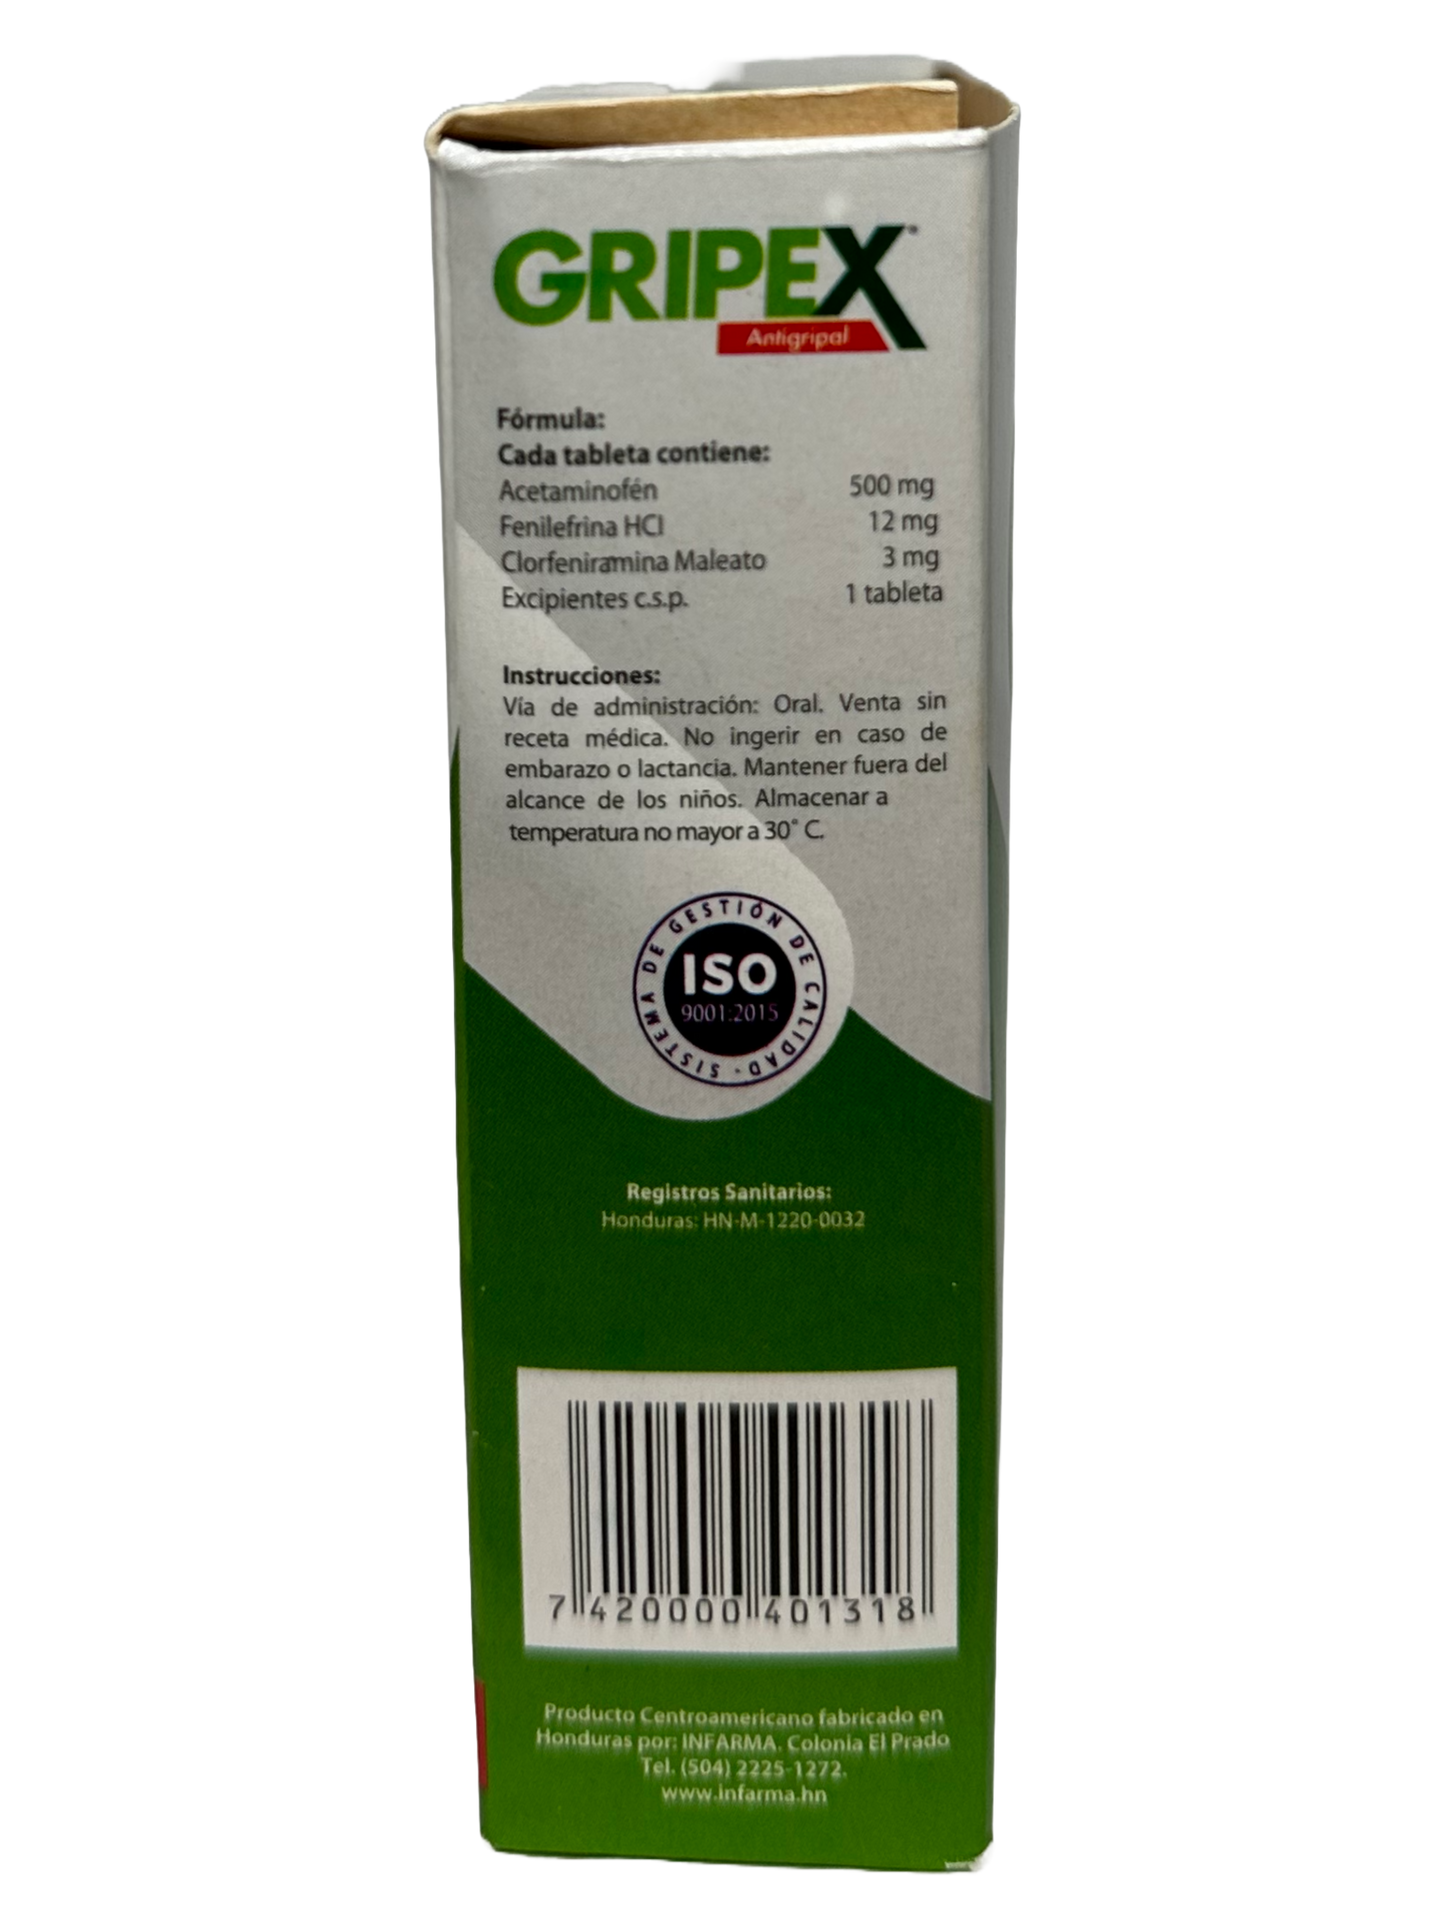 GRIPEX
Antigripal
Fórmula:
Cada tableta contiene:
Acetaminofén 500 mg
Fenilefrina HCl 12 mg
Clorfeniramina Maleato 3 mg
Excipientes c.s.p. 1 tableta
Instrucciones:
Vía de administración: Oral. Venta sin
receta médica. No ingerir en caso de
embarazo o lactancia. Mantener fuera del
alcance de los niños. Almacenar a
temperatura no mayor a 30° C.
SISTEMA DE GESTIÓN DE CALIDAD ·
ISO
9001:2015
Registros Sanitarios:
Honduras: HN-M-1220-0032
7 420000 401318
Producto Centroamericano fabricado en
Honduras por: INFARMA. Colonia El Prado
Tel. (504) 2225-1272.
www.infarma.hn